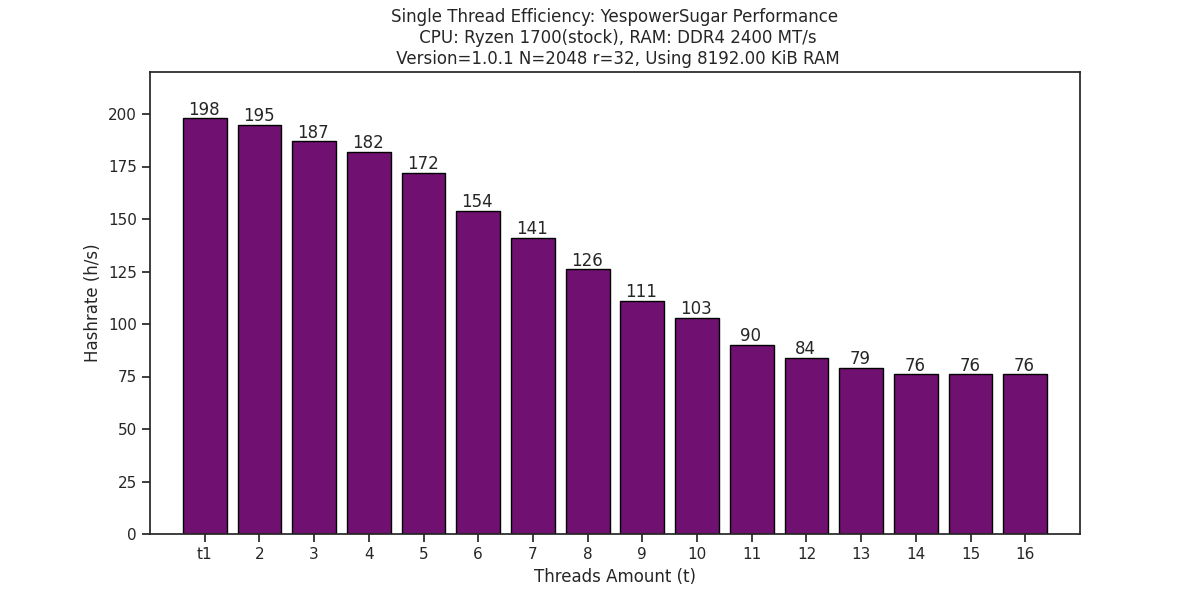 Single Thread Efficiency: YespowerSugar Performance
CPU: Ryzen 1700(stock), RAM: DDR4 2400 MT/s
Version=1.0.1 N=2048 r=32, Using 8192.00 KiB RAM
Hashrate (h/s)
200
175
150
125
100
75
50
25
0
198 195 187 182 172 154 141 126 111 103 90 84 79 76 76 76
t1 2 3 4 5 6 7 8 9 10 11 12 13 14 15 16
Threads Amount (t)